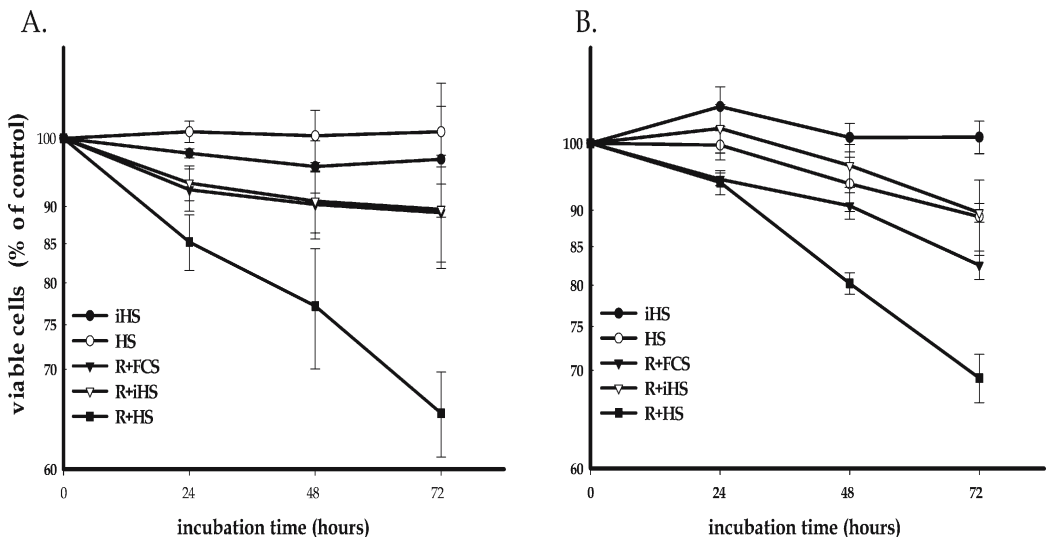 A.
viable cells (% of control)
100
90
85
80
75
70
60
iHS
HS
R+FCS
R+iHS
R+HS
0 24 48 72
incubation time (hours)
B.
100
90
85
80
75
70
60
iHS
HS
R+FCS
R+iHS
R+HS
0 24 48 72
incubation time (hours)